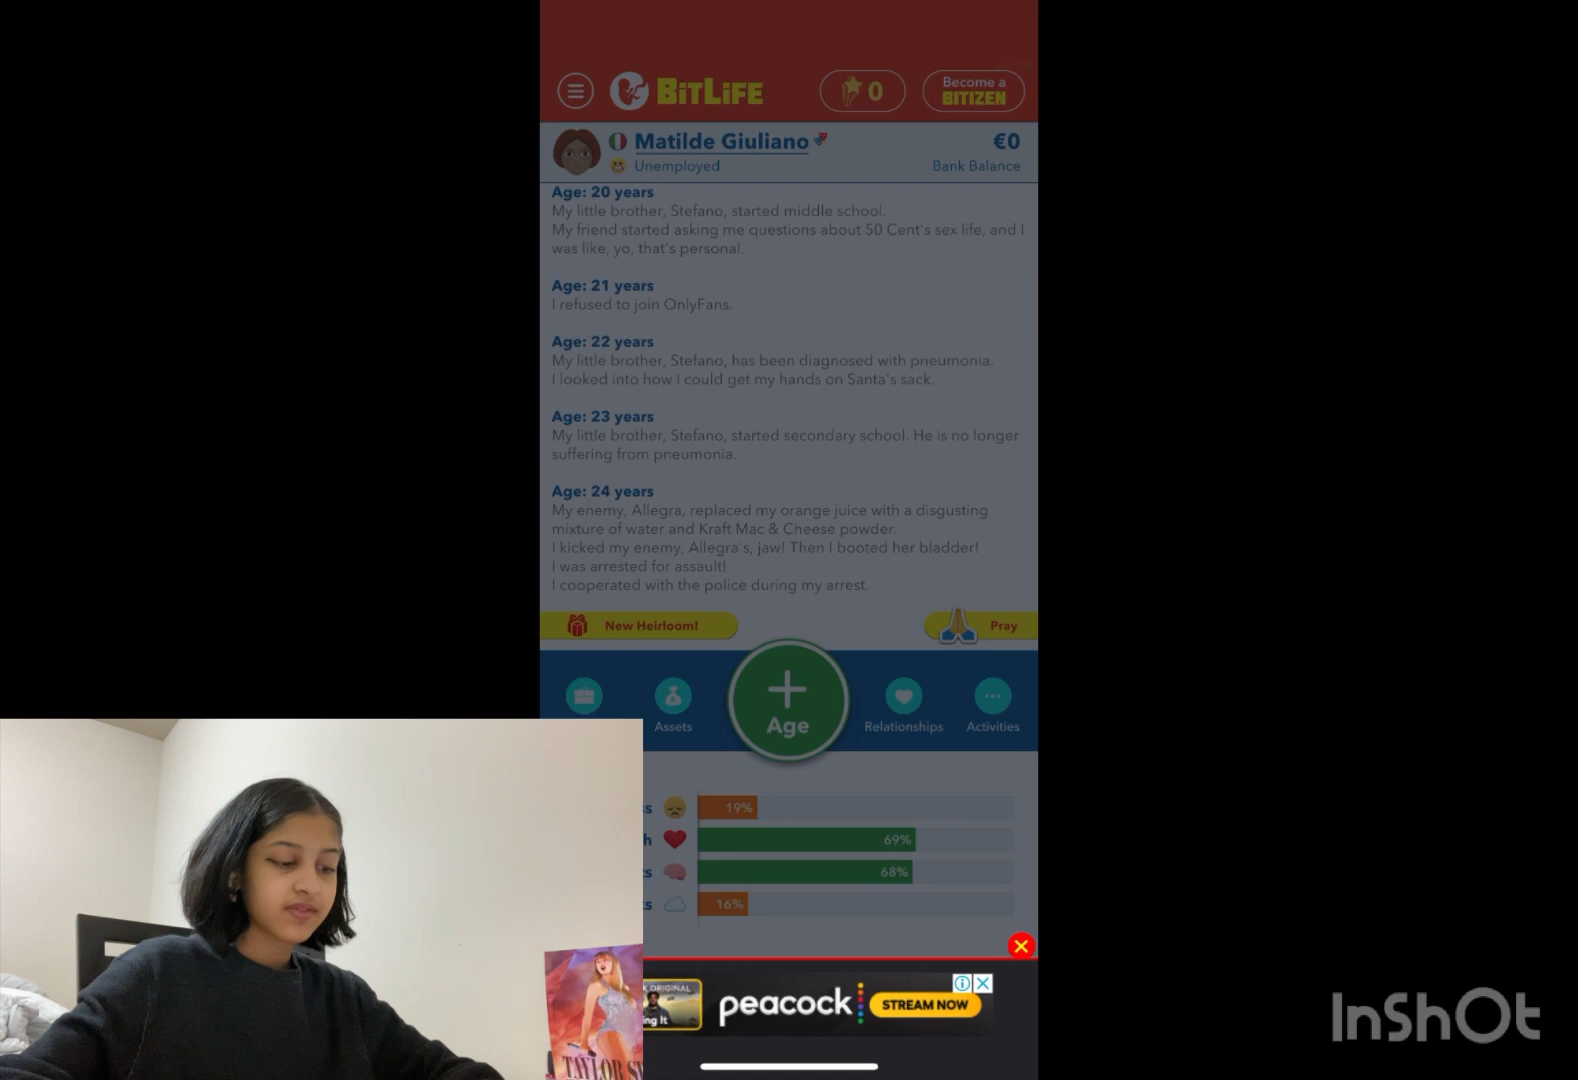 BITLIFE
0
Become a
BITIZEN
Matilde Giuliano
€0
Unemployed
Bank Balance
Age: 20 years
My little brother, Stefano, started middle school.
My friend started asking me questions about 50 Cent's sex life, and I
was like, yo, that's personal.
Age: 21 years
I refused to join OnlyFans.
Age: 22 years
My little brother, Stefano, has been diagnosed with pneumonia.
I looked into how I could get my hands on Santa's sack.
Age: 23 years
My little brother, Stefano, started secondary school. He is no longer
suffering from pneumonia.
Age: 24 years
My enemy, Allegra, replaced my orange juice with a disgusting
mixture of water and Kraft Mac & Cheese powder.
I kicked my enemy, Allegra's, jaw! Then I booted her bladder!
I was arrested for assault!
I cooperated with the police during my arrest.
New Heirloom!
Pray
+
Age
Assets
Relationships
Activities
s
19%
h
69%
s
68%
s
16%
K ORIGINAL
ing It
peacock
STREAM NOW
TAYLOR SW
InShOt